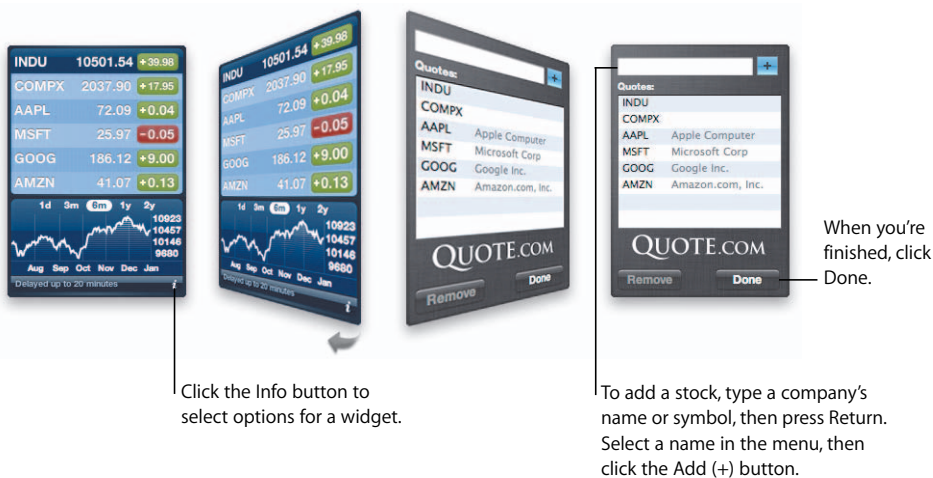 INDU 10501.54 +39.98
COMPX 2037.90 +17.95
AAPL 72.09 +0.04
MSFT 25.97 -0.05
GOOG 186.12 +9.00
AMZN 41.07 +0.13
1d 3m 6m 1y 2y
10923
10457
10146
9680
Aug Sep Oct Nov Dec Jan
Delayed up to 20 minutes i
INDU 10501.54 +39.98
COMPX 2037.90 +17.95
AAPL 72.09 +0.04
MSFT 25.97 -0.05
GOOG 186.12 +9.00
AMZN 41.07 +0.13
1d 3m 6m 1y 2y
10923
10457
10146
9680
Aug Sep Oct Nov Dec Jan
Delayed up to 20 minutes
i
+
Quotes:
INDU
COMPX
AAPL Apple Computer
MSFT Microsoft Corp
GOOG Google Inc.
AMZN Amazon.com, Inc.
QUOTE.COM
Remove Done
+
Quotes:
INDU
COMPX
AAPL Apple Computer
MSFT Microsoft Corp
GOOG Google Inc.
AMZN Amazon.com, Inc.
QUOTE.COM
Remove Done
When you're
finished, click
Done.
Click the Info button to
select options for a widget.
To add a stock, type a company's
name or symbol, then press Return.
Select a name in the menu, then
click the Add (+) button.